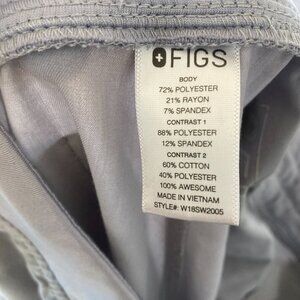 FIGS
BODY
72% POLYESTER
21% RAYON
7% SPANDEX
CONTRAST 1
88% POLYESTER
12% SPANDEX
CONTRAST 2
60% COTTON
40% POLYESTER
100% AWESOME
MADE IN VIETNAM
STYLE#: W18SW2005